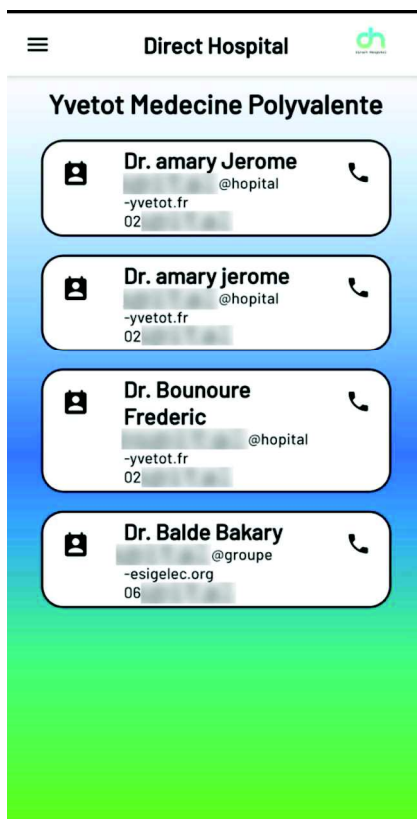 Direct Hospital
dh
Yvetot Medecine Polyvalente
Dr. amary Jerome
@hopital
-yvetot.fr
02
Dr. amary jerome
@hopital
-yvetot.fr
02
Dr. Bounoure
Frederic
@hopital
-yvetot.fr
02
Dr. Balde Bakary
@groupe
-esigelec.org
06